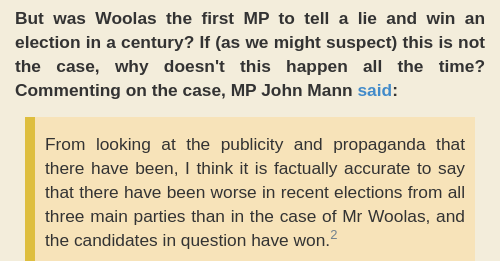 But was Woolas the first MP to tell a lie and win an
election in a century? If (as we might suspect) this is not
the case, why doesn't this happen all the time?
Commenting on the case, MP John Mann said:
From looking at the publicity and propaganda that
there have been, I think it is factually accurate to say
that there have been worse in recent elections from all
three main parties than in the case of Mr Woolas, and
the candidates in question have won.2